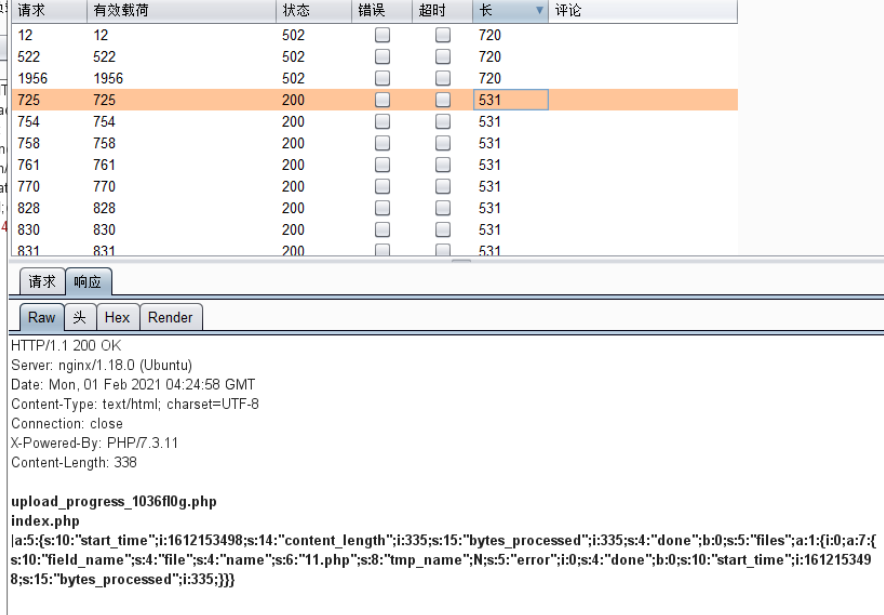 请求 有效载荷 状态 错误 超时 长 评论
12 12 502 720
522 522 502 720
1956 1956 502 720
725 725 200 531
754 754 200 531
758 758 200 531
761 761 200 531
770 770 200 531
828 828 200 531
830 830 200 531
831 831 200 531
请求 响应
Raw 头 Hex Render
HTTP/1.1 200 OK
Server: nginx/1.18.0 (Ubuntu)
Date: Mon, 01 Feb 2021 04:24:58 GMT
Content-Type: text/html; charset=UTF-8
Connection: close
X-Powered-By: PHP/7.3.11
Content-Length: 338
upload_progress_1036fl0g.php
index.php
|a:5:{s:10:"start_time";i:1612153498;s:14:"content_length";i:335;s:15:"bytes_processed";i:335;s:4:"done";b:0;s:5:"files";a:1:{i:0;a:7:{
s:10:"field_name";s:4:"file";s:4:"name";s:6:"11.php";s:8:"tmp_name";N;s:5:"error";i:0;s:4:"done";b:0;s:10:"start_time";i:161215349
8;s:15:"bytes_processed";i:335;}}}